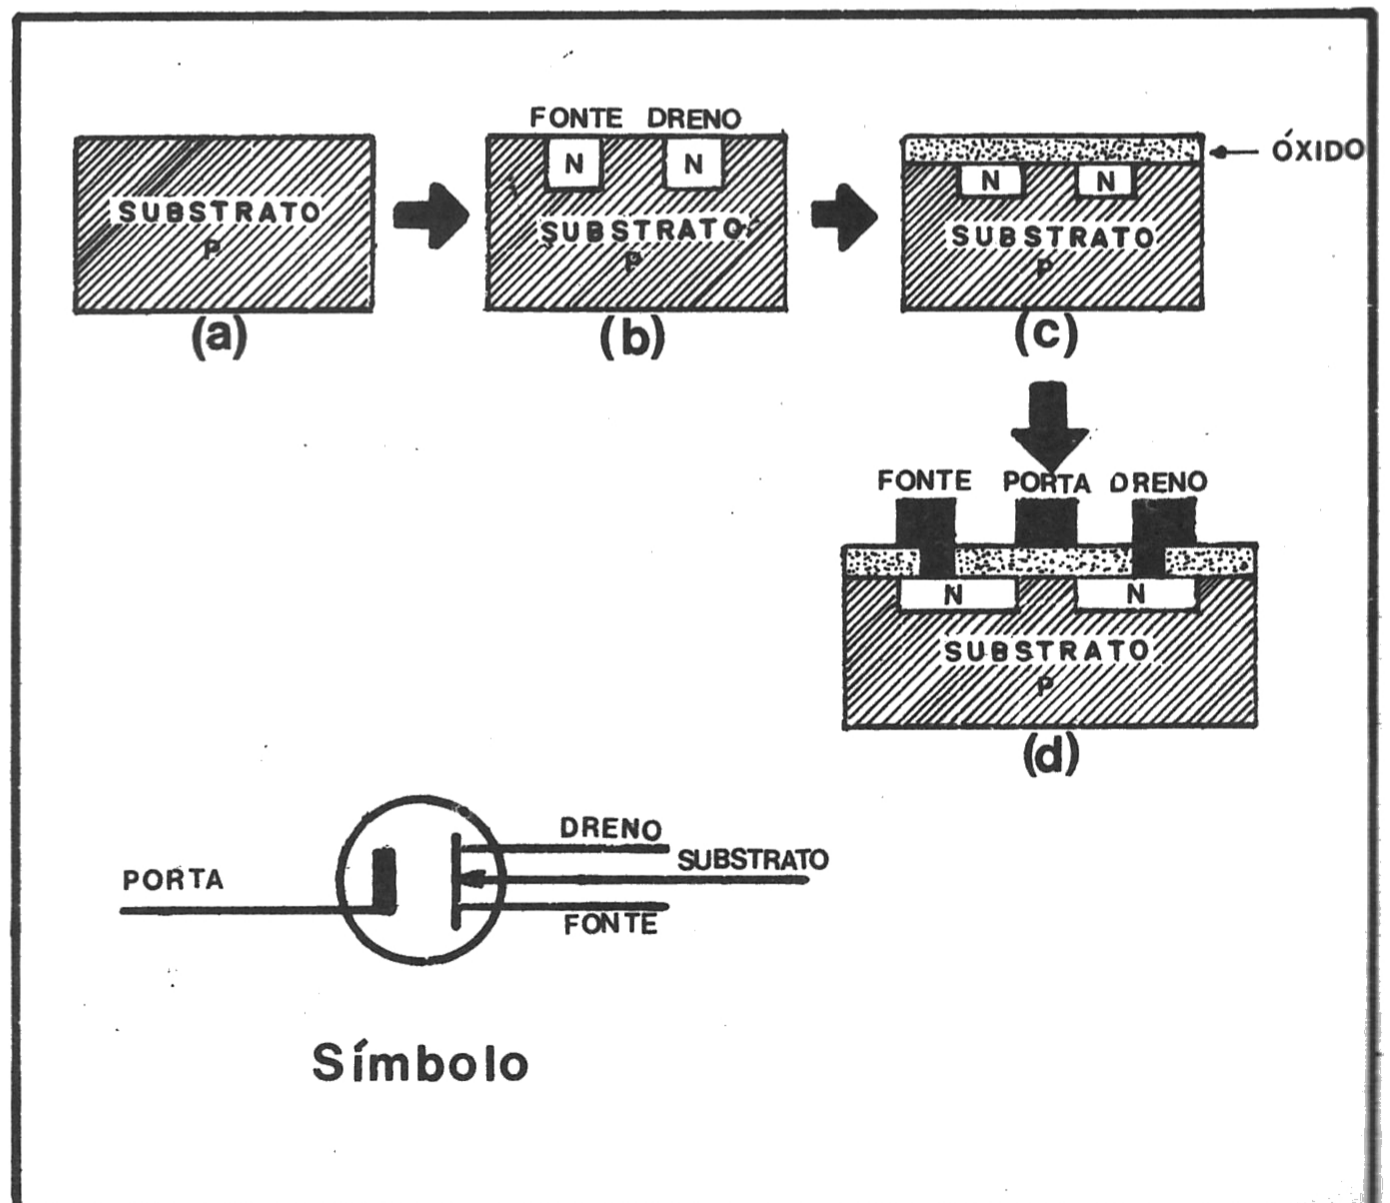 SUBSTRATO
P
(a)
FONTE DRENO
N N
SUBSTRATO
P
(b)
ÓXIDO
N N
SUBSTRATO
P
(c)
FONTE PORTA DRENO
N N
SUBSTRATO
P
(d)
DRENO
SUBSTRATO
PORTA
FONTE
Símbolo